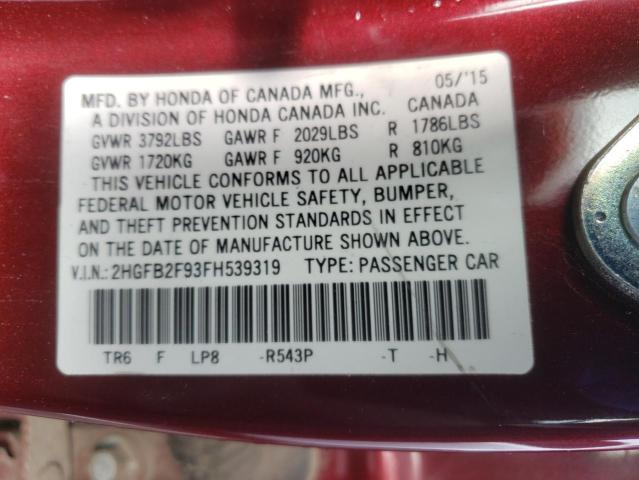 MFD. BY HONDA OF CANADA MFG., 05/'15
A DIVISION OF HONDA CANADA INC. CANADA
GVWR 3792LBS GAWR F 2029LBS R 1786LBS
GVWR 1720KG GAWR F 920KG R 810KG
THIS VEHICLE CONFORMS TO ALL APPLICABLE
FEDERAL MOTOR VEHICLE SAFETY, BUMPER,
AND THEFT PREVENTION STANDARDS IN EFFECT
ON THE DATE OF MANUFACTURE SHOWN ABOVE.
V.I.N.: 2HGFB2F93FH539319 TYPE: PASSENGER CAR
TR6 F LP8 -R543P -T -H